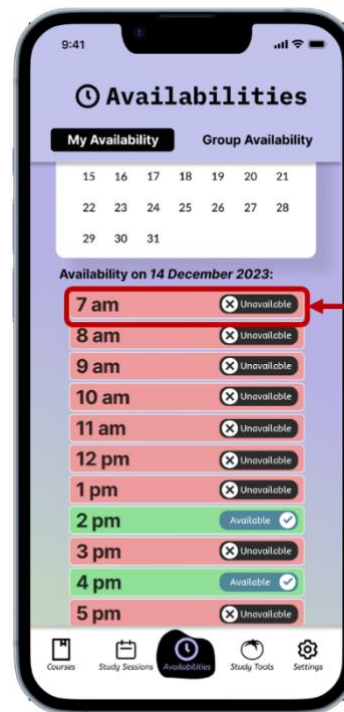 9:41
Availabilities
My Availability Group Availability
15 16 17 18 19 20 21
22 23 24 25 26 27 28
29 30 31
Availability on 14 December 2023:
7 am Unavailable
8 am Unavailable
9 am Unavailable
10 am Unavailable
11 am Unavailable
12 pm Unavailable
1 pm Unavailable
2 pm Available
3 pm Unavailable
4 pm Available
5 pm Unavailable
Courses Study Sessions Availabilities Study Tools Settings